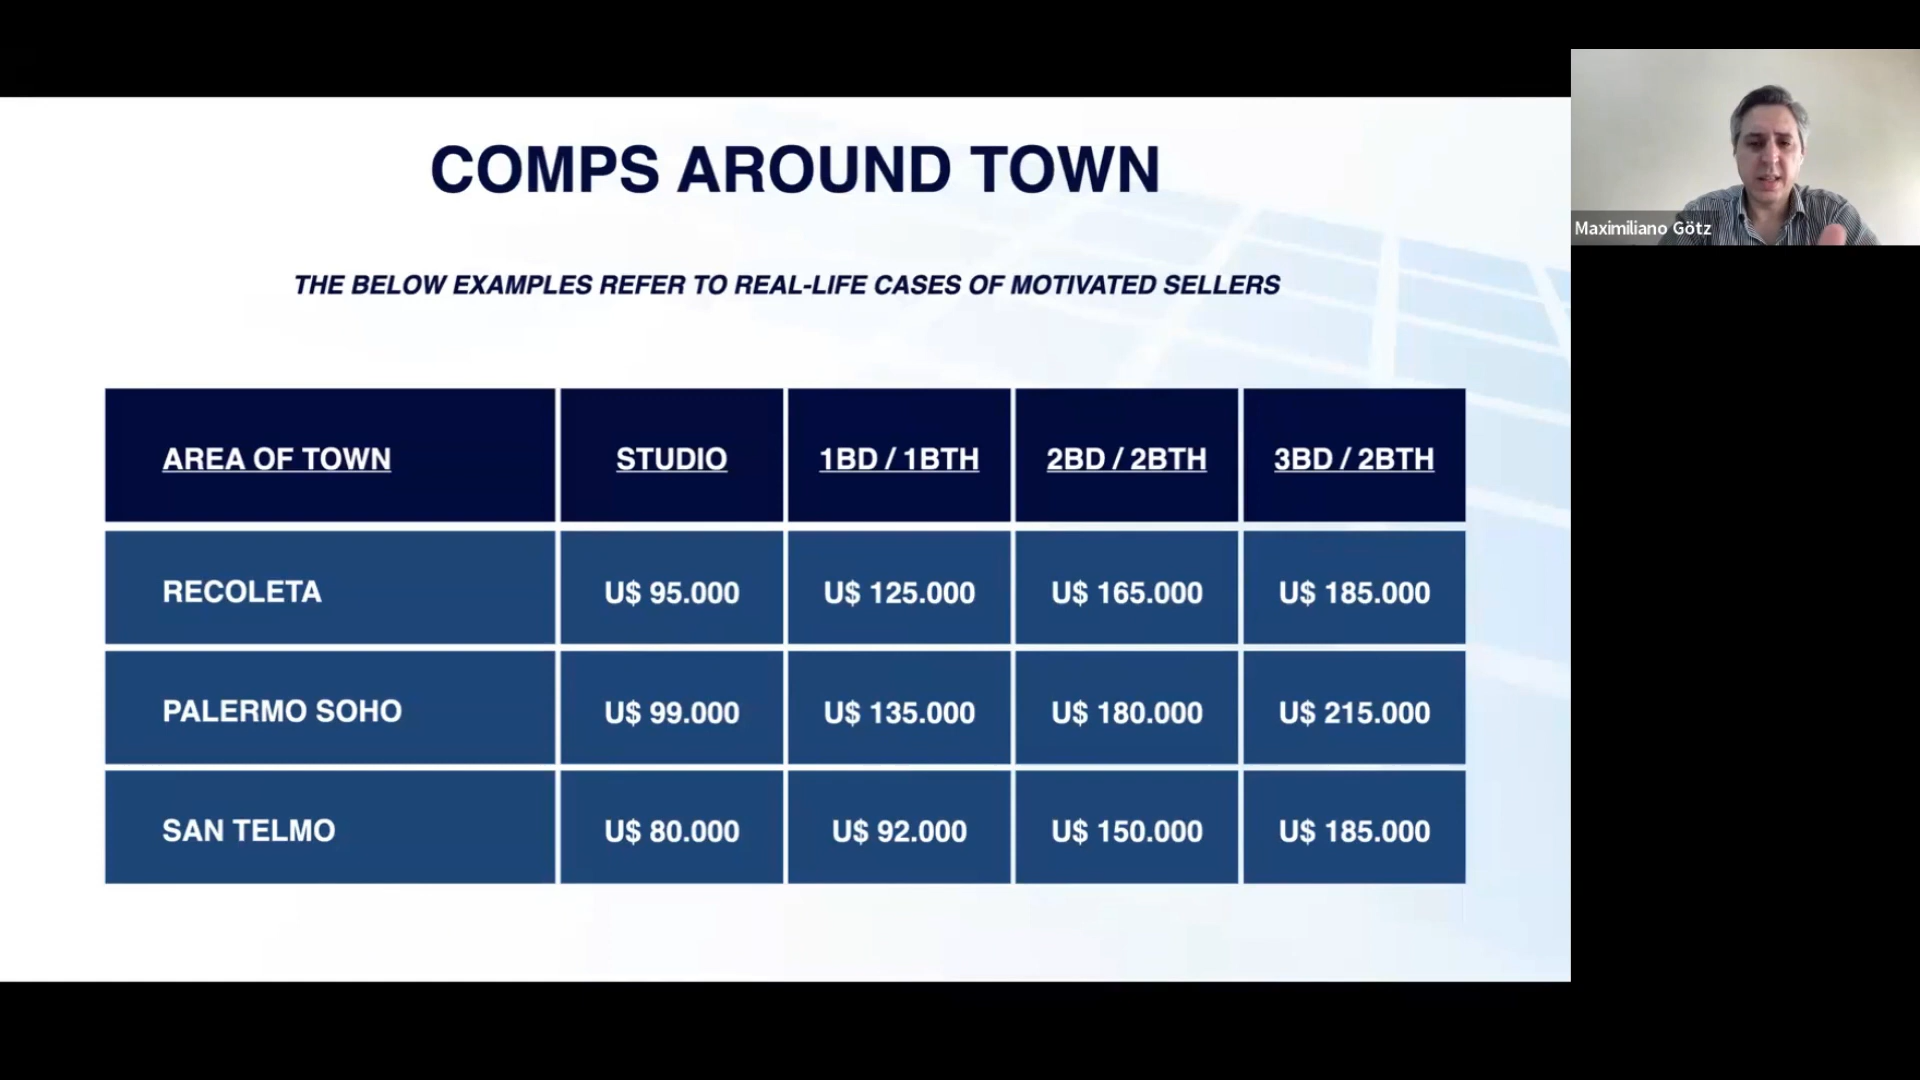 COMPS AROUND TOWN
THE BELOW EXAMPLES REFER TO REAL-LIFE CASES OF MOTIVATED SELLERS
AREA OF TOWN STUDIO 1BD / 1BTH 2BD / 2BTH 3BD / 2BTH
RECOLETA U$ 95.000 U$ 125.000 U$ 165.000 U$ 185.000
PALERMO SOHO U$ 99.000 U$ 135.000 U$ 180.000 U$ 215.000
SAN TELMO U$ 80.000 U$ 92.000 U$ 150.000 U$ 185.000
Maximiliano Götz